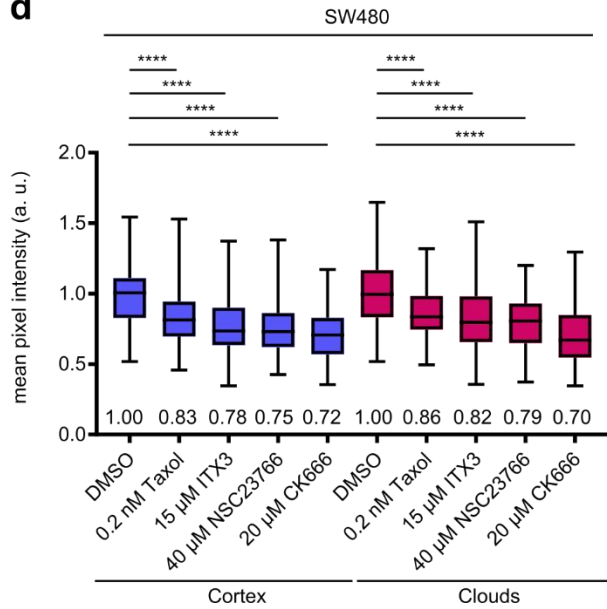 d
SW480
**** ****
**** ****
**** ****
**** ****
mean pixel intensity (a. u.)
2.0
1.5
1.0
0.5
0.0
1.00 0.83 0.78 0.75 0.72 1.00 0.86 0.82 0.79 0.70
DMSO
0.2 nM Taxol
15 µM ITX3
40 µM NSC23766
20 µM CK666
DMSO
0.2 nM Taxol
15 µM ITX3
40 µM NSC23766
20 µM CK666
Cortex Clouds